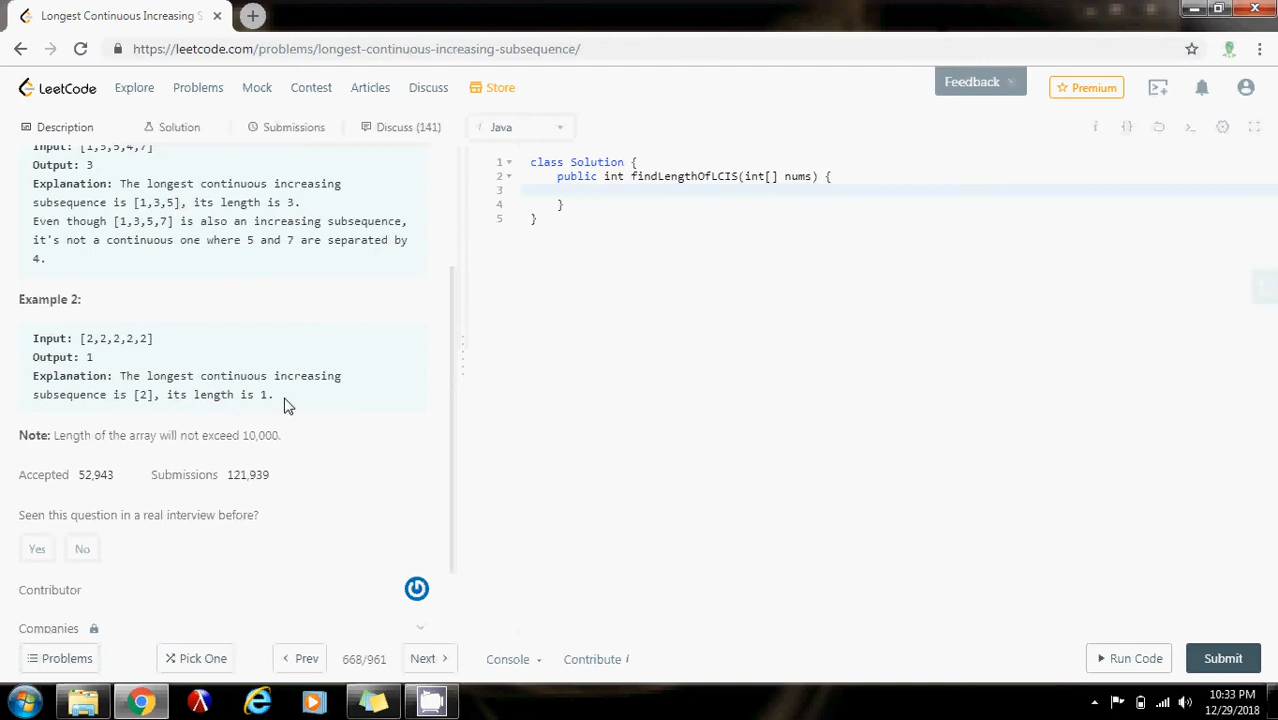 Longest Continuous Increasing S
https://leetcode.com/problems/longest-continuous-increasing-subsequence/
LeetCode
Explore
Problems
Mock
Contest
Articles
Discuss
Store
Feedback
Premium
Description
Solution
Submissions
Discuss (141)
Java
Input: [1,3,5,4,7]
Output: 3
Explanation: The longest continuous increasing
subsequence is [1,3,5], its length is 3.
Even though [1,3,5,7] is also an increasing subsequence,
it's not a continuous one where 5 and 7 are separated by
4.
Example 2:
Input: [2,2,2,2,2]
Output: 1
Explanation: The longest continuous increasing
subsequence is [2], its length is 1.
Note: Length of the array will not exceed 10,000.
Accepted 52,943 Submissions 121,939
Seen this question in a real interview before?
Yes No
Contributor
Companies
1 class Solution {
2 public int findLengthOfLCIS(int[] nums) {
3
4 }
5 }
Problems
Pick One
Prev
668/961
Next
Console
Contribute i
Run Code
Submit
10:33 PM
12/29/2018